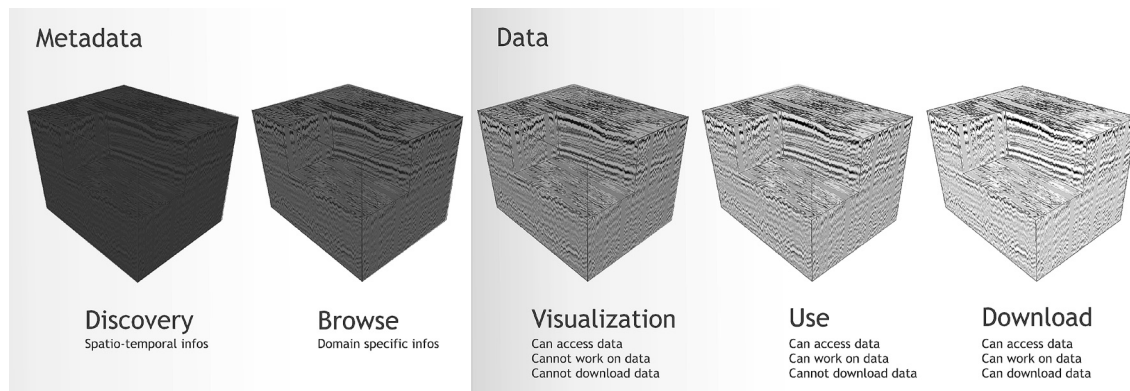 Metadata
Data
Discovery
Spatio-temporal infos
Browse
Domain specific infos
Visualization
Can access data
Cannot work on data
Cannot download data
Use
Can access data
Can work on data
Cannot download data
Download
Can access data
Can work on data
Can download data